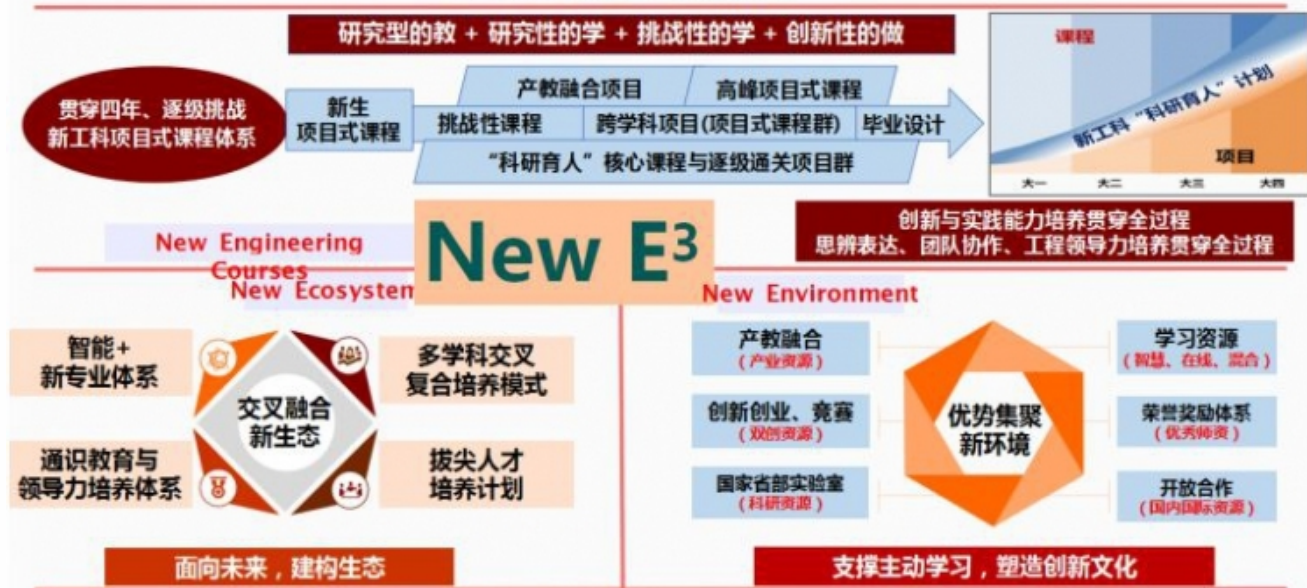 研究型的教 + 研究性的学 + 挑战性的学 + 创新性的做
贯穿四年、逐级挑战
新工科项目式课程体系
新生
项目式课程
产教融合项目
高峰项目式课程
挑战性课程
跨学科项目(项目式课程群)
毕业设计
“科研育人”核心课程与逐级通关项目群
课程
新工科“科研育人”计划
项目
大一
大二
大三
大四
创新与实践能力培养贯穿全过程
思辨表达、团队协作、工程领导力培养贯穿全过程
New Engineering
Courses
New E³
New Ecosystem
New Environment
智能+
新专业体系
多学科交叉
复合培养模式
交叉融合
新生态
通识教育与
领导力培养体系
拔尖人才
培养计划
面向未来，建构生态
产教融合
（产业资源）
学习资源
（智慧、在线、混合）
创新创业、竞赛
（双创资源）
优势集聚
新环境
荣誉奖励体系
（优秀师资）
国家省部实验室
（科研资源）
开放合作
（国内国际资源）
支撑主动学习，塑造创新文化